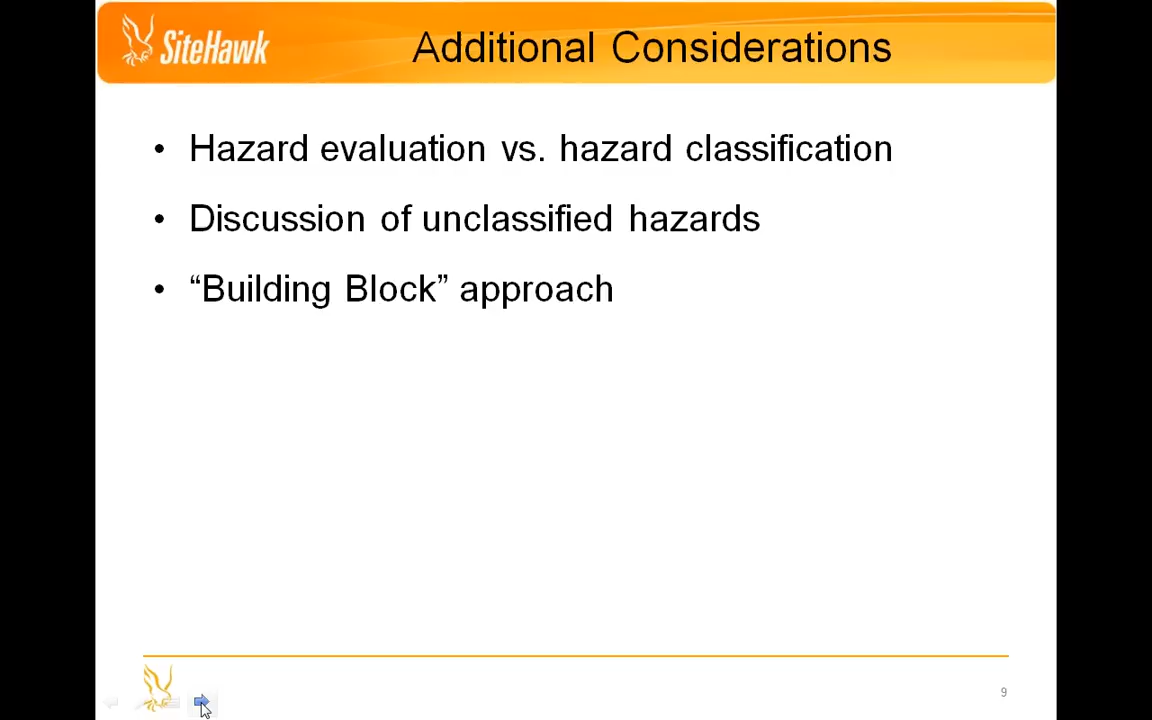 SiteHawk
Additional Considerations
• Hazard evaluation vs. hazard classification
• Discussion of unclassified hazards
• “Building Block” approach
9